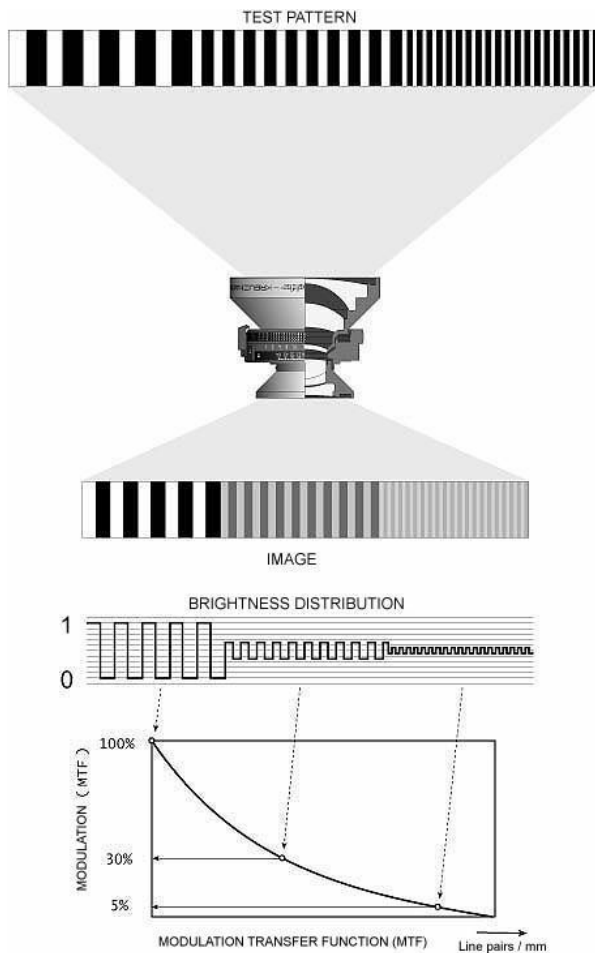 TEST PATTERN
IMAGE
BRIGHTNESS DISTRIBUTION
1
0
MODULATION ( MTF )
100%
30%
5%
MODULATION TRANSFER FUNCTION (MTF)
Line pairs / mm